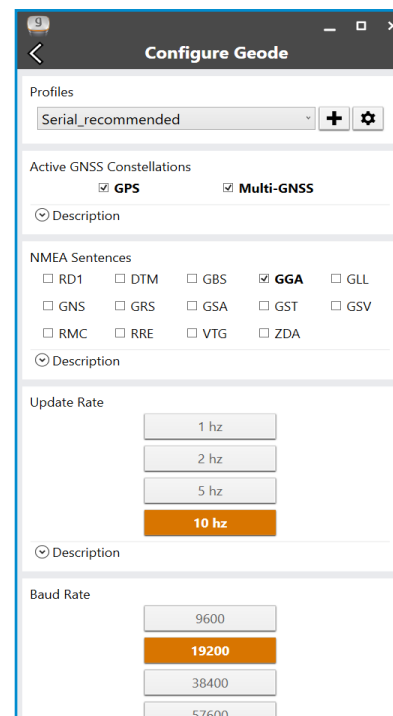 9
Configure Geode
Profiles
Serial_recommended
Active GNSS Constellations
GPS Multi-GNSS
Description
NMEA Sentences
RD1 DTM GBS GGA GLL
GNS GRS GSA GST GSV
RMC RRE VTG ZDA
Description
Update Rate
1 hz
2 hz
5 hz
10 hz
Description
Baud Rate
9600
19200
38400
57600